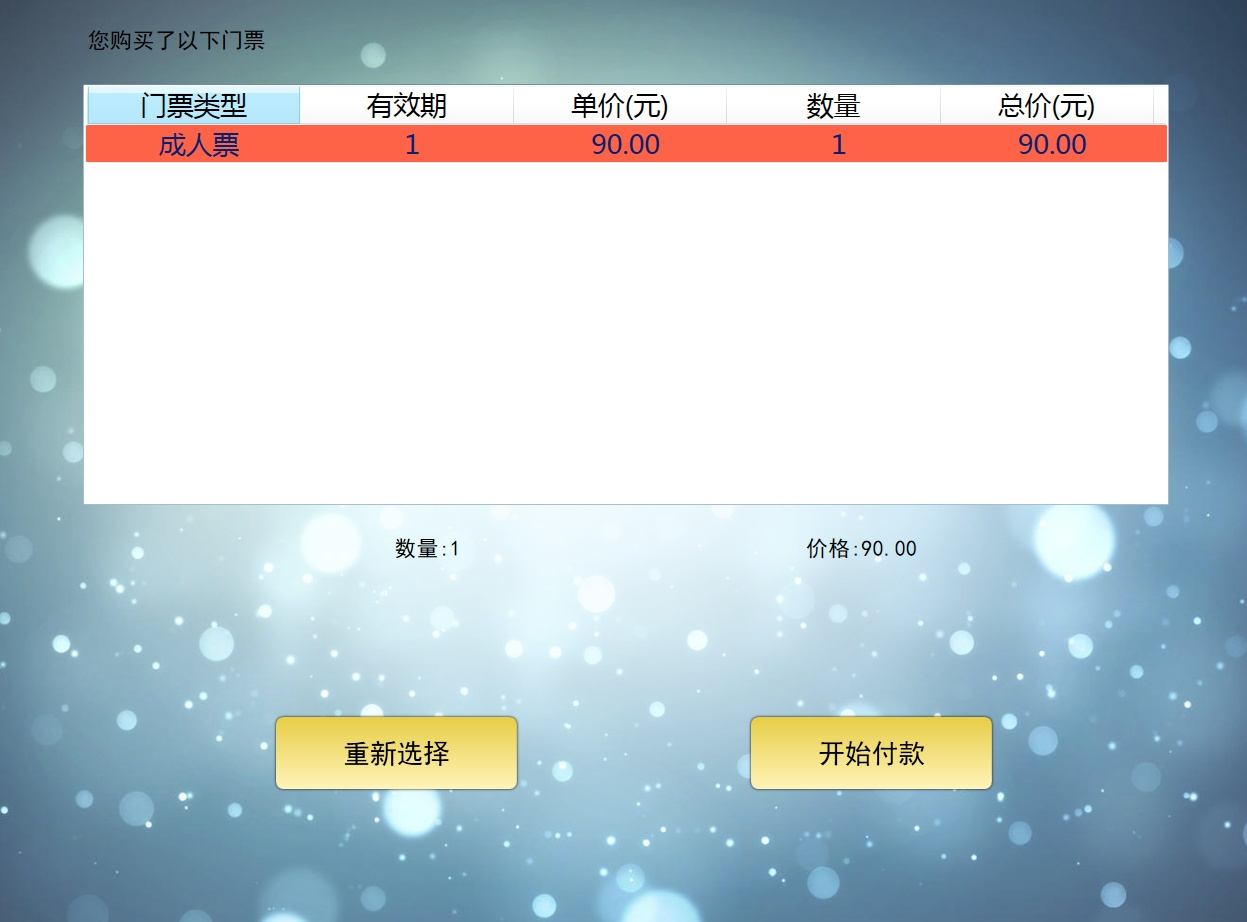 您购买了以下门票
门票类型 有效期 单价(元) 数量 总价(元)
成人票 1 90.00 1 90.00
数量:1 价格:90.00
重新选择 开始付款